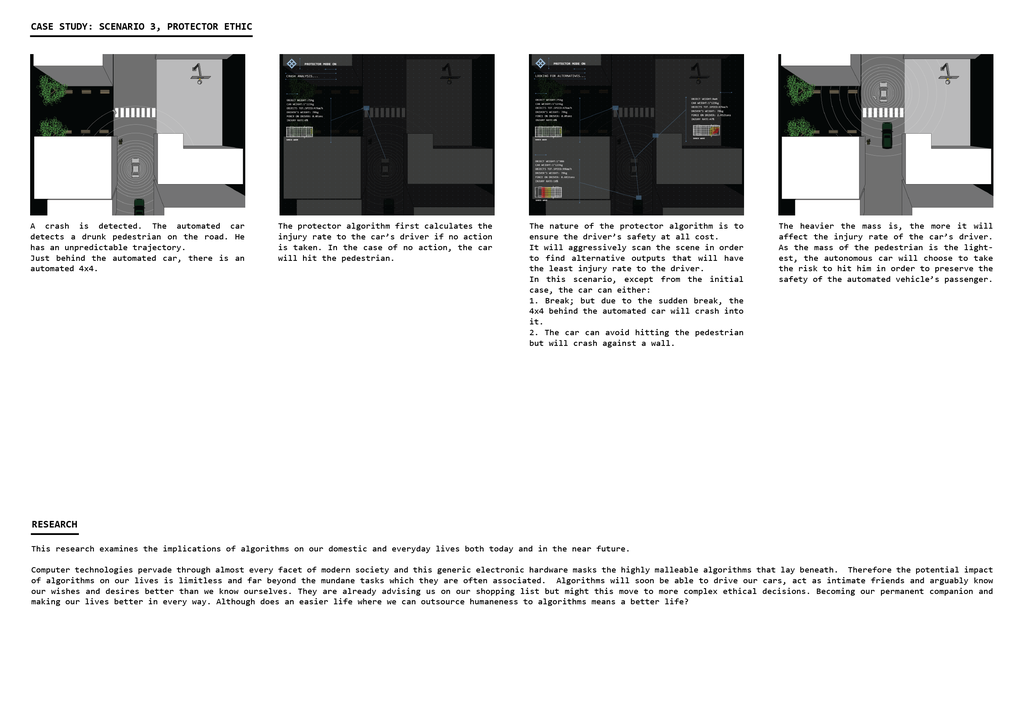 CASE STUDY: SCENARIO 3, PROTECTOR ETHIC
PROTECTOR MODE ON
PROTECTOR MODE ON
A crash is detected. The automated car
detects a drunk pedestrian on the road. He
has an unpredictable trajectory.
Just behind the automated car, there is an
automated 4x4.
The protector algorithm first calculates the
injury rate to the car's driver if no action
is taken. In the case of no action, the car
will hit the pedestrian.
The nature of the protector algorithm is to
ensure the driver's safety at all cost.
It will aggressively scan the scene in order
to find alternative outputs that will have
the least injury rate to the driver.
In this scenario, except from the initial
case, the car can either:
1. Break; but due to the sudden break, the
4x4 behind the automated car will crash into
it.
2. The car can avoid hitting the pedestrian
but will crash against a wall.
The heavier the mass is, the more it will
affect the injury rate of the car's driver.
As the mass of the pedestrian is the light-
est, the autonomous car will choose to take
the risk to hit him in order to preserve the
safety of the automated vehicle's passenger.
RESEARCH
This research examines the implications of algorithms on our domestic and everyday lives both today and in the near future.
Computer technologies pervade through almost every facet of modern society and this generic electronic hardware masks the highly malleable algorithms that lay beneath. Therefore the potential impact
of algorithms on our lives is limitless and far beyond the mundane tasks which they are often associated. Algorithms will soon be able to drive our cars, act as intimate friends and arguably know
our wishes and desires better than we know ourselves. They are already advising us on our shopping list but might this move to more complex ethical decisions. Becoming our permanent companion and
making our lives better in every way. Although does an easier life where we can outsource humaneness to algorithms means a better life?